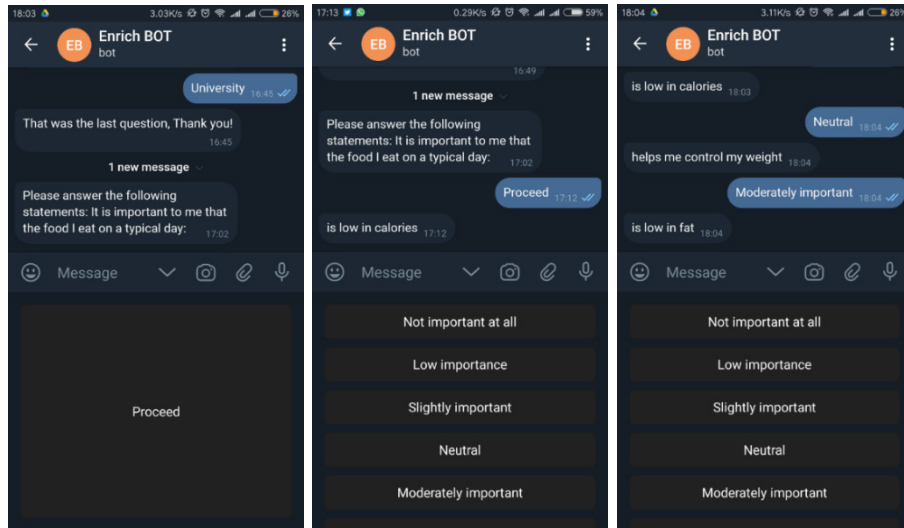 18:03 3.03K/s 26%
Enrich BOT
EB
bot
University 16:45
That was the last question, Thank you!
16:45
1 new message
Please answer the following
statements: It is important to me that
the food I eat on a typical day: 17:02
Message
Proceed
17:13 0.29K/s 59%
Enrich BOT
EB
bot
16:49
1 new message
Please answer the following
statements: It is important to me that
the food I eat on a typical day: 17:02
Proceed 17:12
is low in calories 17:12
Message
Not important at all
Low importance
Slightly important
Neutral
Moderately important
18:04 3.11K/s 26%
Enrich BOT
EB
bot
is low in calories 18:03
Neutral 18:04
helps me control my weight 18:04
Moderately important 18:04
is low in fat 18:04
Message
Not important at all
Low importance
Slightly important
Neutral
Moderately important